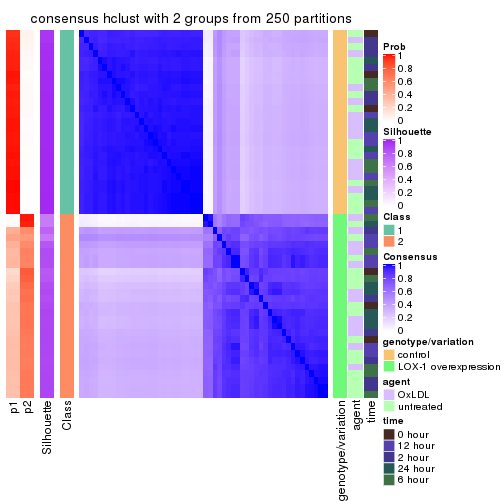 consensus hclust with 2 groups from 250 partitions
Prob
1
0.8
0.6
0.4
0.2
0
Silhouette
1
0.8
0.6
0.4
0.2
0
Class
1
2
Consensus
1
0.8
0.6
0.4
0.2
0
genotype/variation
control
LOX-1 overexpression
agent
OxLDL
untreated
time
0 hour
12 hour
2 hour
24 hour
6 hour
p1
p2
Silhouette
Class
genotype/variation
agent
time